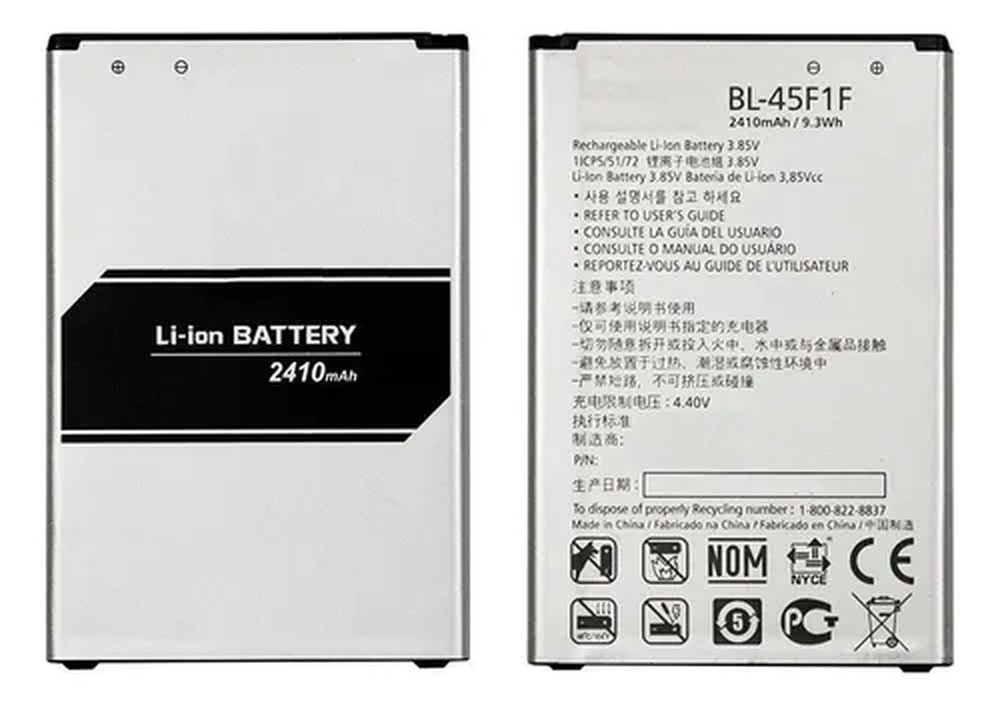 ⊕ ⊖
Li-ion BATTERY
2410mAh
⊖ ⊕
BL-45F1F
2410mAh / 9.3Wh
Rechargeable Li-Ion Battery 3.85V
1ICP5/51/72 锂离子电池组 3.85V
Li-Ion Battery 3.85V Batería de Li-ion 3,85Vcc
• 사용 설명서를 참고 하세요
• REFER TO USER'S GUIDE
• CONSULTE LA GUÍA DEL USUARIO
• CONSULTE O MANUAL DO USUÁRIO
• REPORTEZ-VOUS AU GUIDE DE L'UTILISATEUR
注意事项
-请参考说明书使用
-仅可使用说明书指定的充电器
-切勿随意拆开或投入火中、水中或与金属品接触
-避免放置于过热、潮湿或腐蚀性环境中
-严禁短路, 不可挤压或碰撞
充电限制电压 : 4.40V
执行标准
制造商:
P/N:
生产日期 :
To dispose of properly Recycling number : 1-800-822-8837
Made in China / Fabricado na China / Fabricado en China / 中国制造
NOM NYCE CE
5